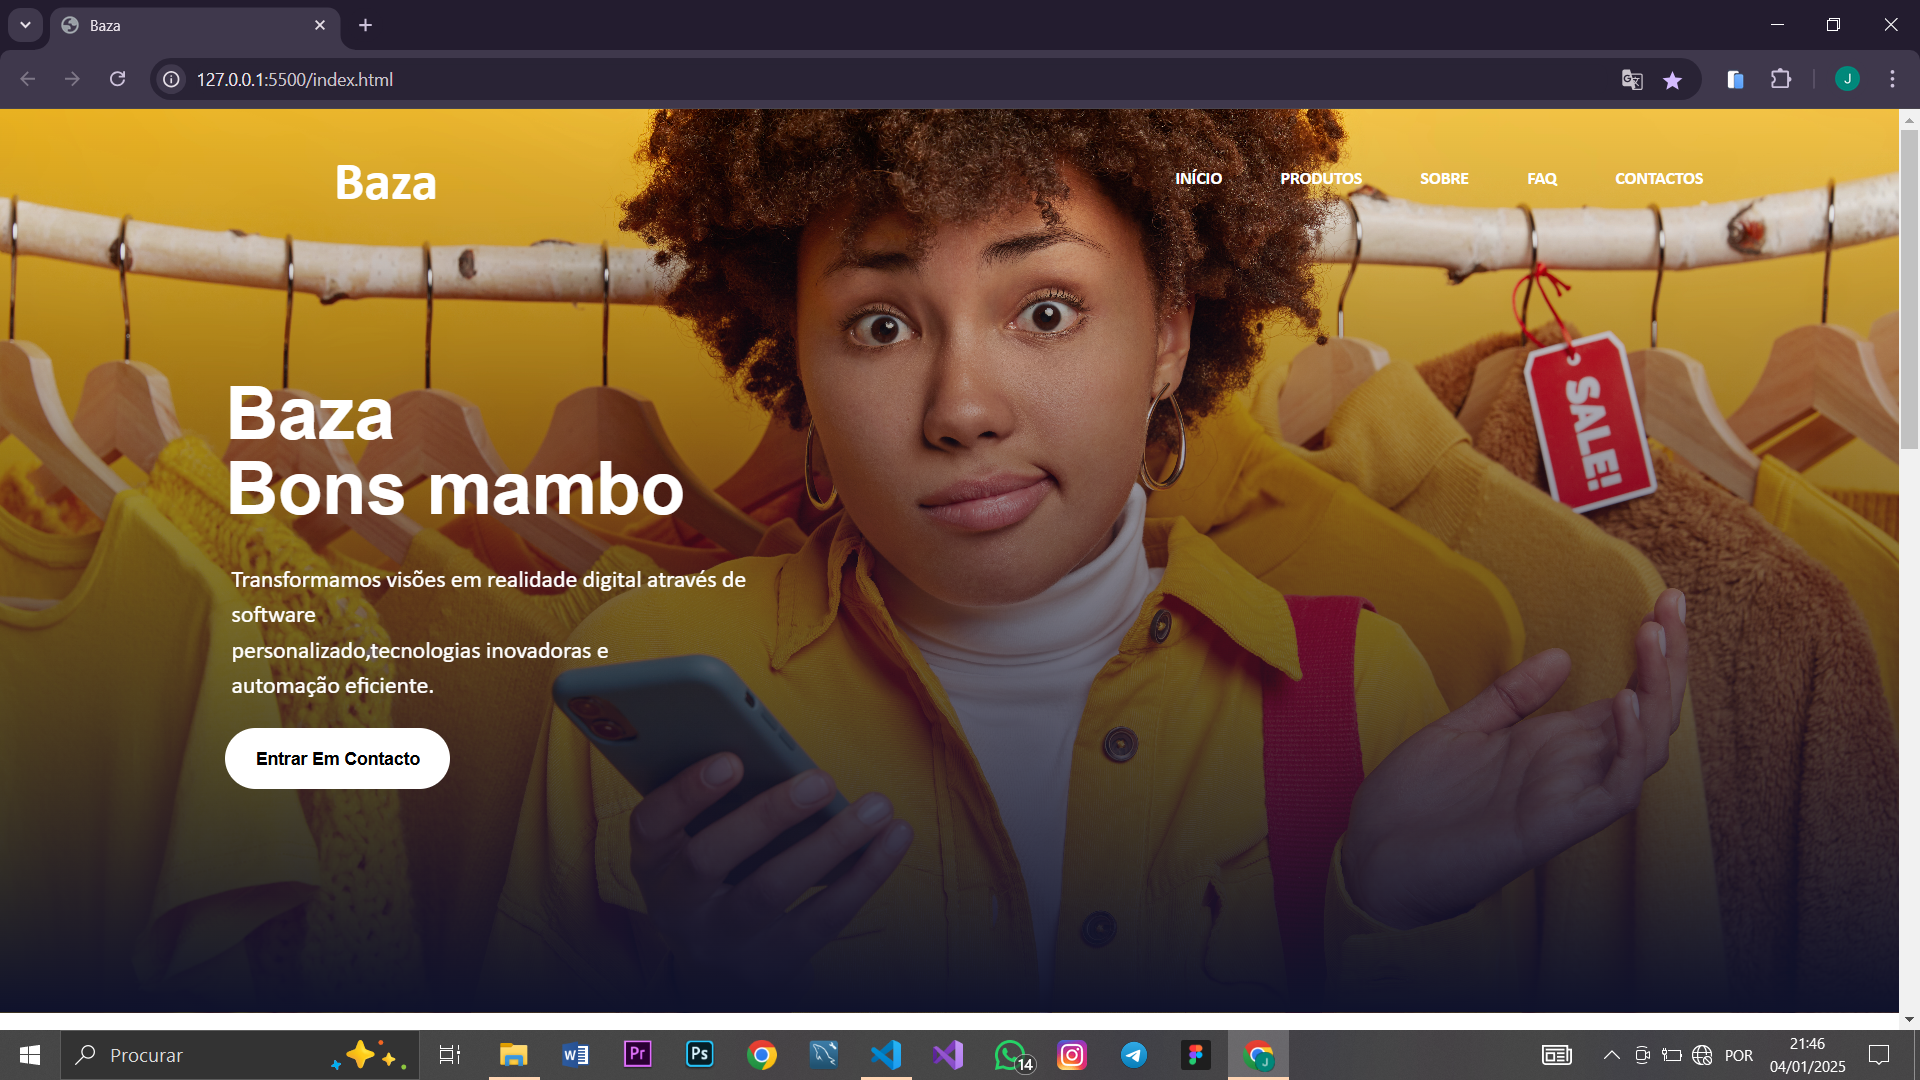 Baza
127.0.0.1:5500/index.html
J
Baza
INÍCIO PRODUTOS SOBRE FAQ CONTACTOS
SALE!
Baza
Bons mambo
Transformamos visões em realidade digital através de
software
personalizado,tecnologias inovadoras e
automação eficiente.
Entrar Em Contacto
Procurar
W
Pr
Ps
14
J
POR
21:46
04/01/2025